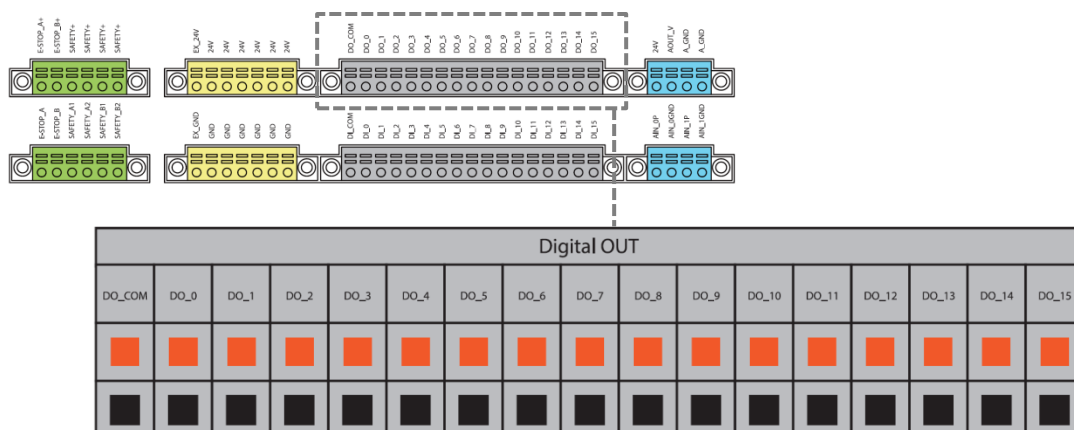 E-STOP_A+ E-STOP_B+ SAFETY+ SAFETY+ SAFETY+ SAFETY+
EX_24V 24V 24V 24V 24V 24V 24V
DO_COM DO_0 DO_1 DO_2 DO_3 DO_4 DO_5 DO_6 DO_7 DO_8 DO_9 DO_10 DO_11 DO_12 DO_13 DO_14 DO_15
24V AOUT_V A_GND A_GND
E-STOP_A E-STOP_B SAFETY_A1 SAFETY_A2 SAFETY_B1 SAFETY_B2
EX_GND GND GND GND GND GND GND
DI_COM DI_0 DI_1 DI_2 DI_3 DI_4 DI_5 DI_6 DI_7 DI_8 DI_9 DI_10 DI_11 DI_12 DI_13 DI_14 DI_15
AIN_0P AIN_0GND AIN_1P AIN_1GND
Digital OUT
DO_COM DO_0 DO_1 DO_2 DO_3 DO_4 DO_5 DO_6 DO_7 DO_8 DO_9 DO_10 DO_11 DO_12 DO_13 DO_14 DO_15